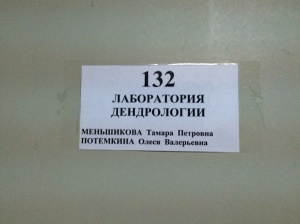 132
ЛАБОРАТОРИЯ
ДЕНДРОЛОГИИ
МЕНЬШИКОВА Тамара Петровна
ПОТЕМКИНА Олеся Валерьевна